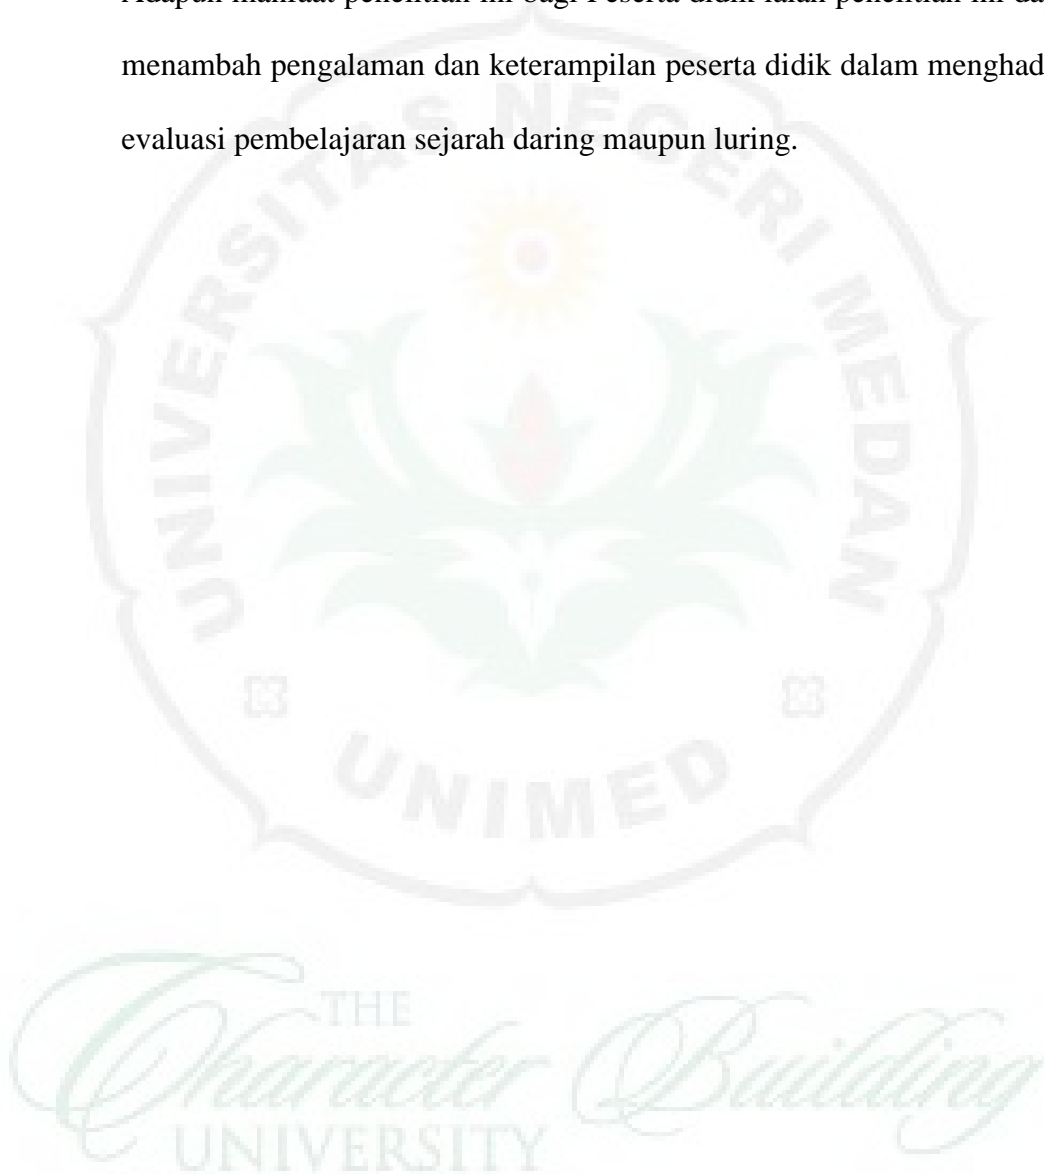 menambah pengalaman dan keterampilan peserta didik dalam menghad
evaluasi pembelajaran sejarah daring maupun luring.
UNIVERSITAS NEGERI MEDAN
UNIMED
THE
Character Building
UNIVERSITY